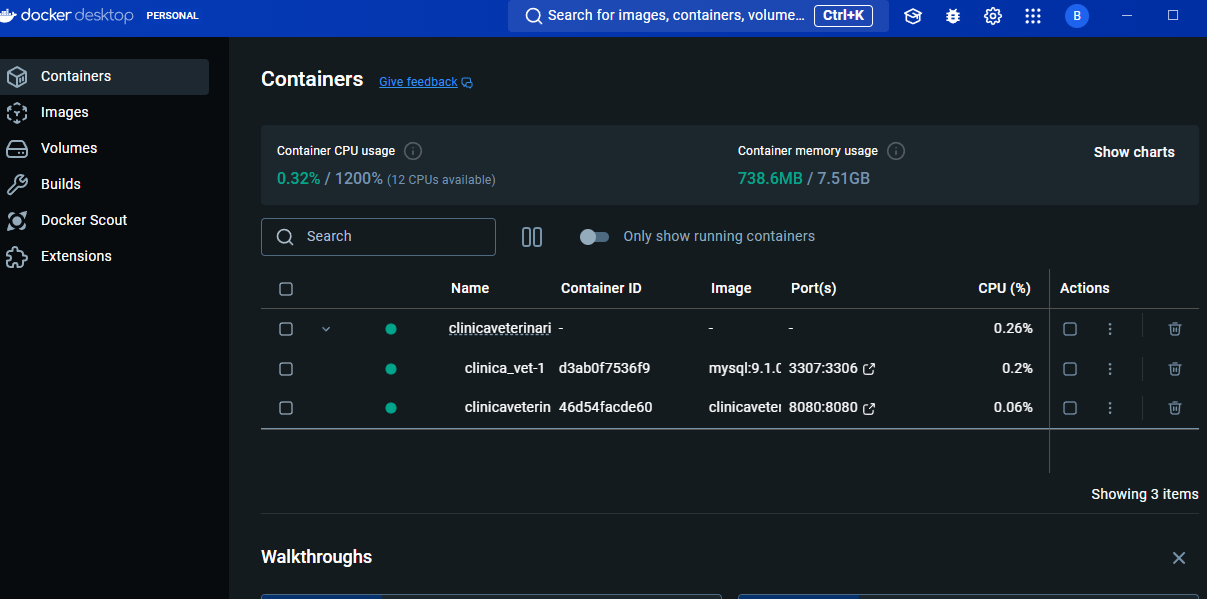 docker desktop PERSONAL
Search for images, containers, volume... Ctrl+K
B
Containers
Images
Volumes
Builds
Docker Scout
Extensions
Containers Give feedback
Container CPU usage
0.32% / 1200% (12 CPUs available)
Container memory usage
738.6MB / 7.51GB
Show charts
Search
Only show running containers
Name Container ID Image Port(s) CPU (%) Actions
clinicaveterinari - - - 0.26%
clinica_vet-1 d3ab0f7536f9 mysql:9.1.0 3307:3306 0.2%
clinicaveterin 46d54facde60 clinicaveter 8080:8080 0.06%
Showing 3 items
Walkthroughs